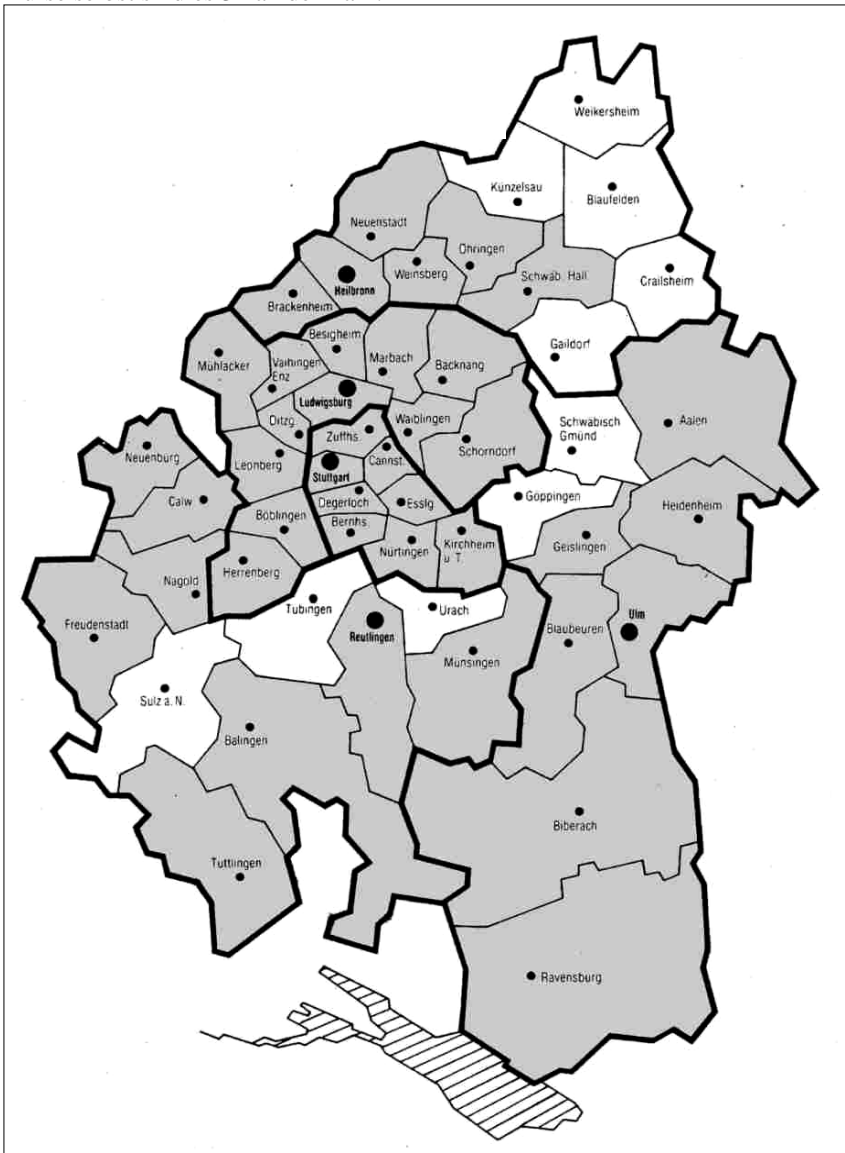 Weikersheim
Künzelsau
Blaufelden
Neuenstadt
Öhringen
Weinsberg
Schwäb. Hall
Crailsheim
Heilbronn
Brackenheim
Besigheim
Gaildorf
Mühlacker
Vaihingen
Enz
Marbach
Backnang
Ludwigsburg
Ditzg.
Waiblingen
Schwäbisch
Gmünd
Aalen
Zuffhs.
Schorndorf
Neuenbürg
Leonberg
Cannst.
Stuttgart
Calw
Degerloch
Esslg
Göppingen
Heidenheim
Böblingen
Bernhs.
Nürtingen
Kirchheim
u. T.
Geislingen
Herrenberg
Nagold
Tübingen
Urach
Freudenstadt
Reutlingen
Blaubeuren
Ulm
Münsingen
Sulz a. N.
Balingen
Biberach
Tuttlingen
Ravensburg